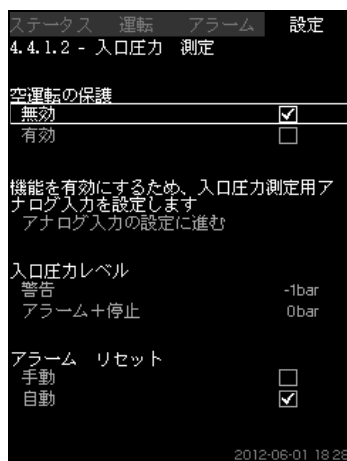 ステータス 運転 アラーム 設定
4.4.1.2 - 入口圧力 測定
空運転の保護
無効
有効
機能を有効にするため、入口圧力測定用ア
ナログ入力を設定します
アナログ入力の設定に進む
入口圧力レベル
警告 -1bar
アラーム+停止 0bar
アラーム リセット
手動
自動
2012-06-01 18:28